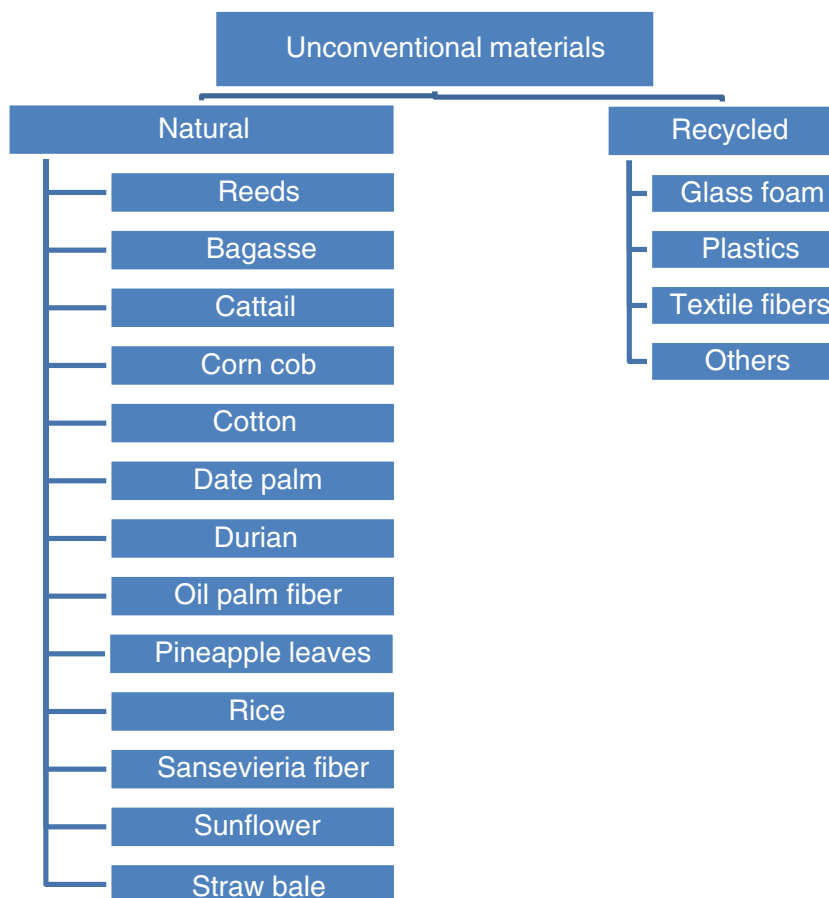 Unconventional materials
Natural
Recycled
Reeds
Bagasse
Cattail
Corn cob
Cotton
Date palm
Durian
Oil palm fiber
Pineapple leaves
Rice
Sansevieria fiber
Sunflower
Straw bale
Glass foam
Plastics
Textile fibers
Others